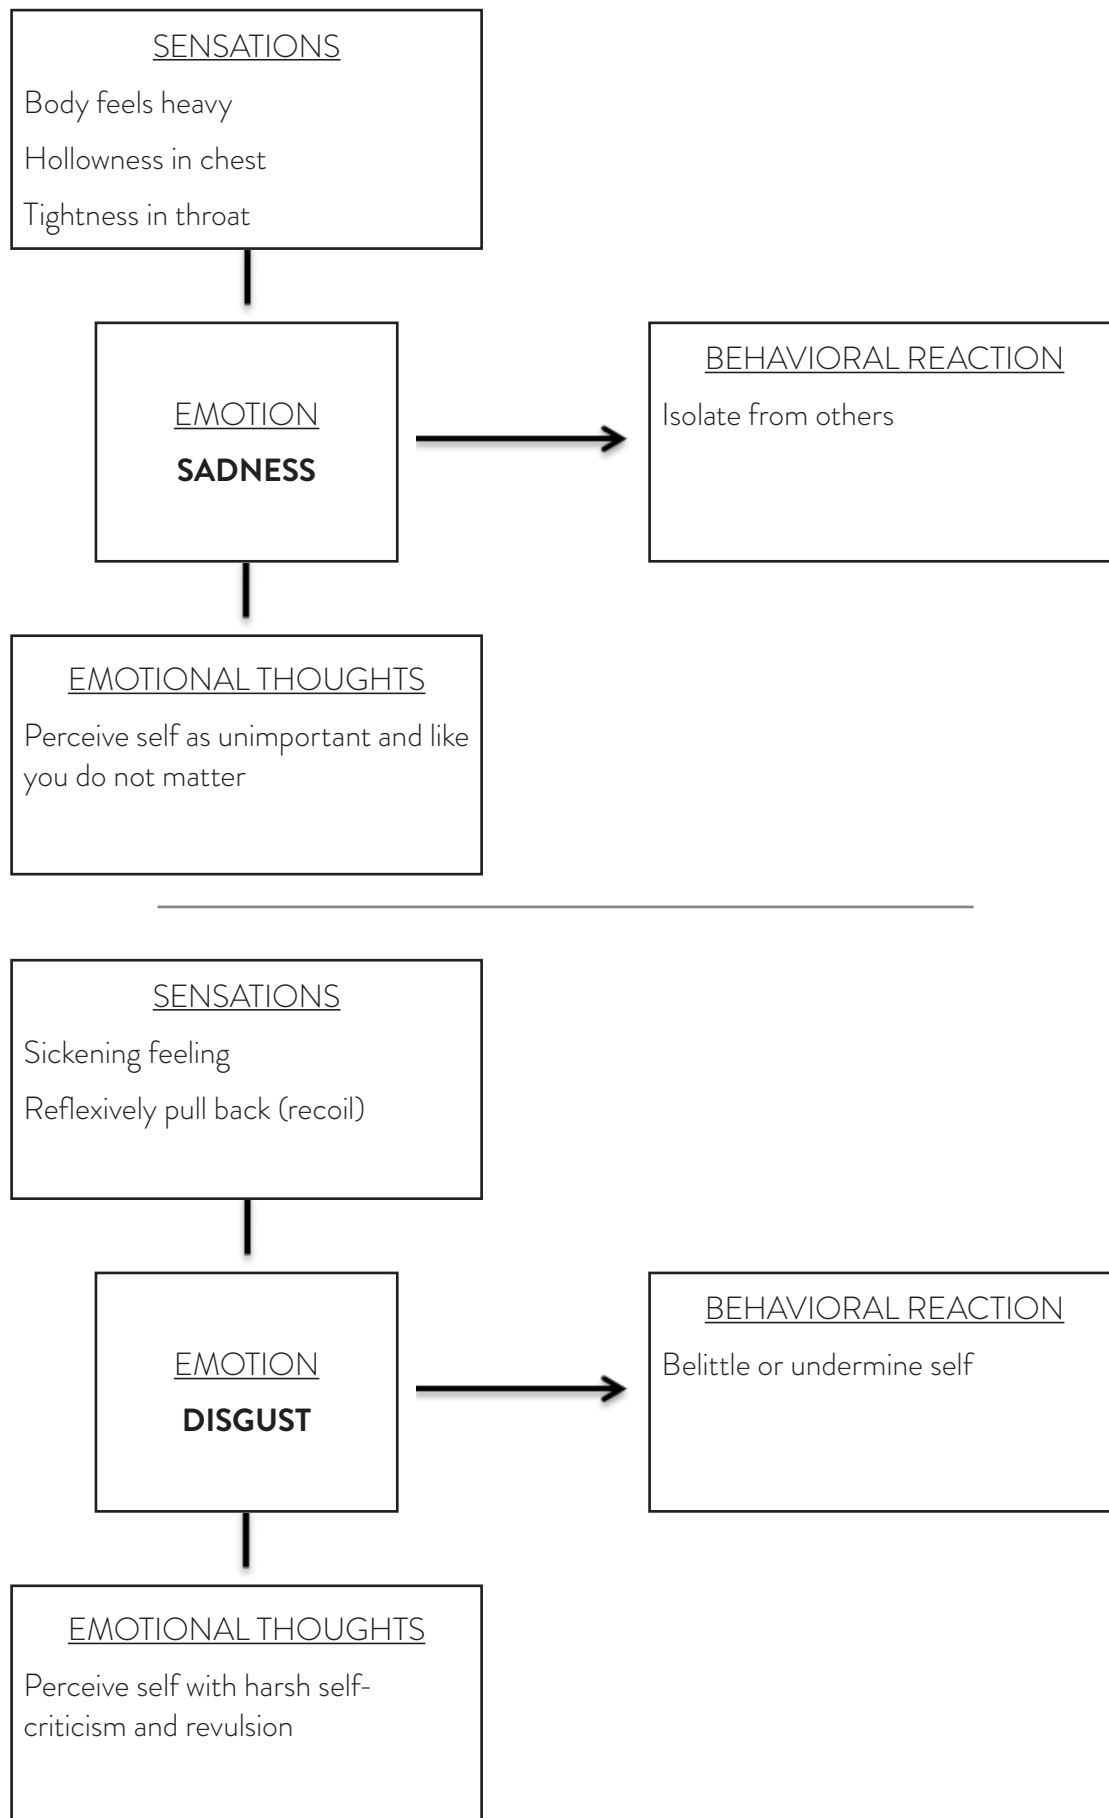 SENSATIONS
Body feels heavy
Hollowness in chest
Tightness in throat
EMOTION
SADNESS
BEHAVIORAL REACTION
Isolate from others
EMOTIONAL THOUGHTS
Perceive self as unimportant and like
you do not matter
SENSATIONS
Sickening feeling
Reflexively pull back (recoil)
EMOTION
DISGUST
BEHAVIORAL REACTION
Belittle or undermine self
EMOTIONAL THOUGHTS
Perceive self with harsh self-
criticism and revulsion